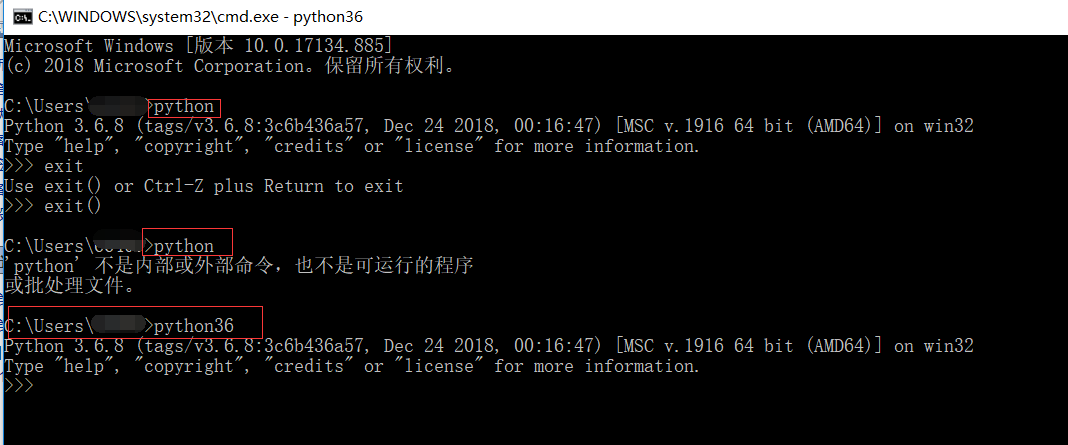 C:\WINDOWS\system32\cmd.exe - python36
Microsoft Windows [版本 10.0.17134.885]
(c) 2018 Microsoft Corporation。保留所有权利。
C:\Users\ >python
Python 3.6.8 (tags/v3.6.8:3c6b436a57, Dec 24 2018, 00:16:47) [MSC v.1916 64 bit (AMD64)] on win32
Type "help", "copyright", "credits" or "license" for more information.
>>> exit
Use exit() or Ctrl-Z plus Return to exit
>>> exit()
C:\Users\ >python
'python' 不是内部或外部命令，也不是可运行的程序
或批处理文件。
C:\Users\ >python36
Python 3.6.8 (tags/v3.6.8:3c6b436a57, Dec 24 2018, 00:16:47) [MSC v.1916 64 bit (AMD64)] on win32
Type "help", "copyright", "credits" or "license" for more information.
>>>